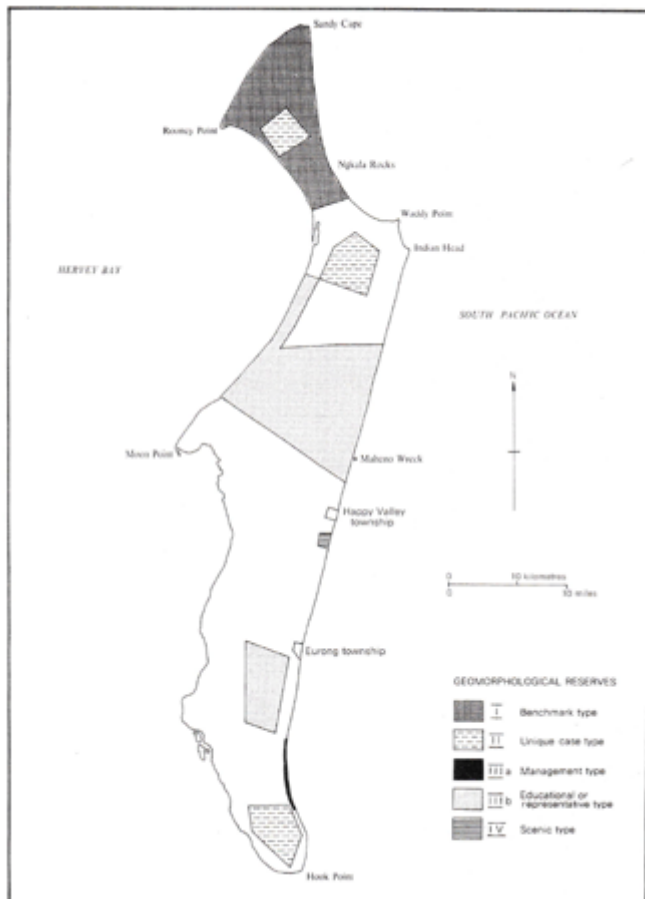 Sandy Cape
Rooney Point
Ngkala Rocks
Waddy Point
Indian Head
HERVEY BAY
SOUTH PACIFIC OCEAN
N
Moon Point
Maheno Wreck
Happy Valley
township
0 10 kilometres
0 10 miles
Eurong township
GEOMORPHOLOGICAL RESERVES
I Benchmark type
II Unique case type
III a Management type
III b Educational or
representative type
IV Scenic type
Hook Point